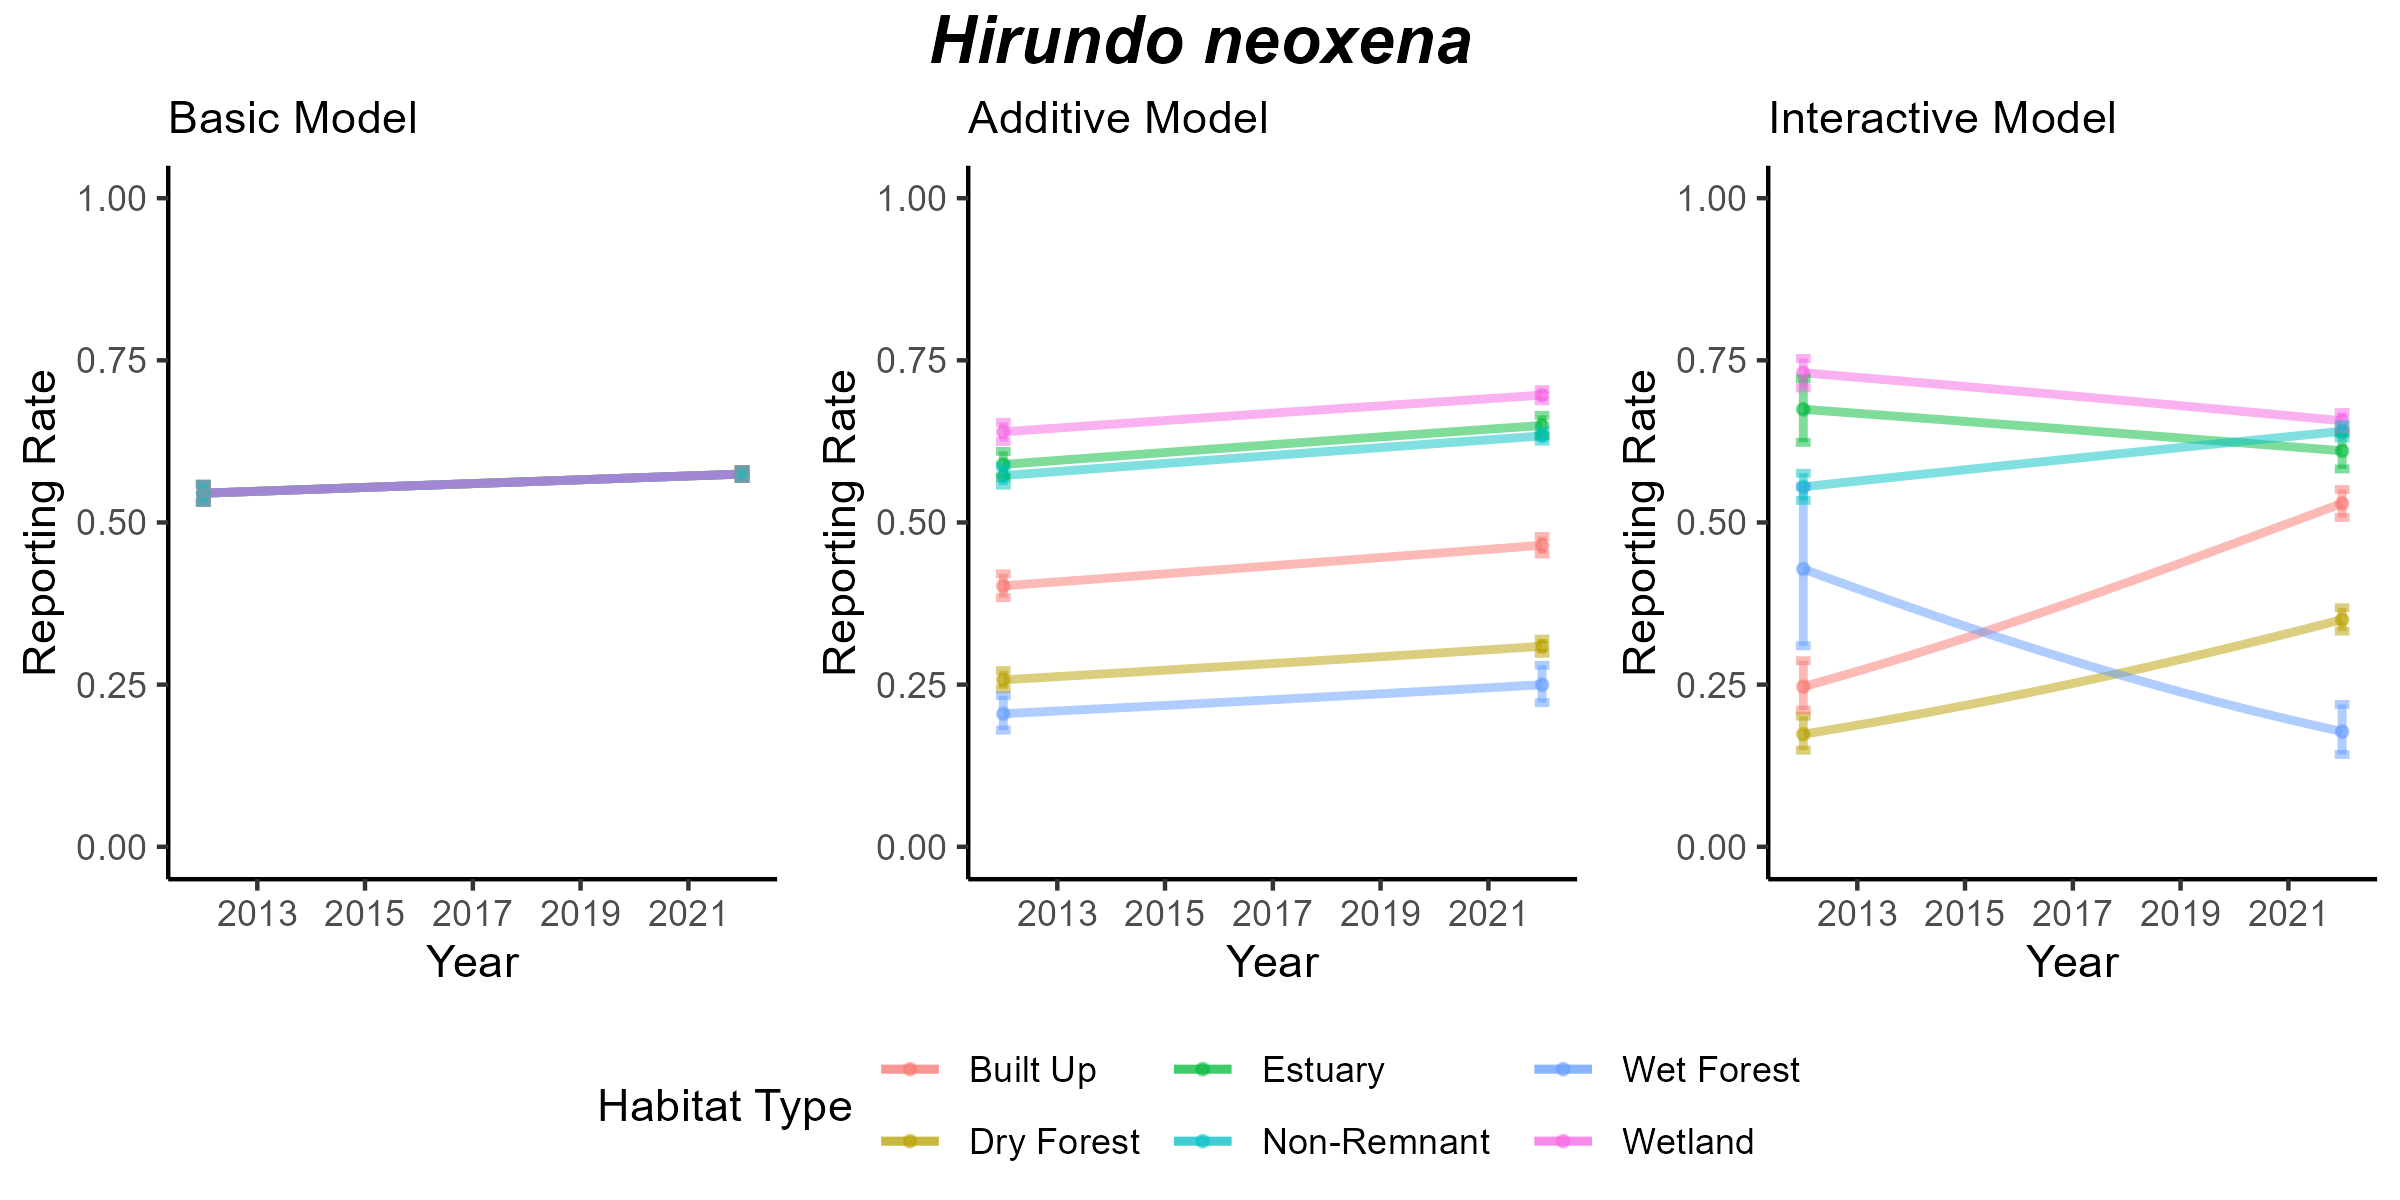 Hirundo neoxena
Basic Model
Additive Model
Interactive Model
Reporting Rate
1.00
0.75
0.50
0.25
0.00
2013 2015 2017 2019 2021
Year
Reporting Rate
1.00
0.75
0.50
0.25
0.00
2013 2015 2017 2019 2021
Year
Reporting Rate
1.00
0.75
0.50
0.25
0.00
2013 2015 2017 2019 2021
Year
Habitat Type
Built Up
Dry Forest
Estuary
Non-Remnant
Wet Forest
Wetland